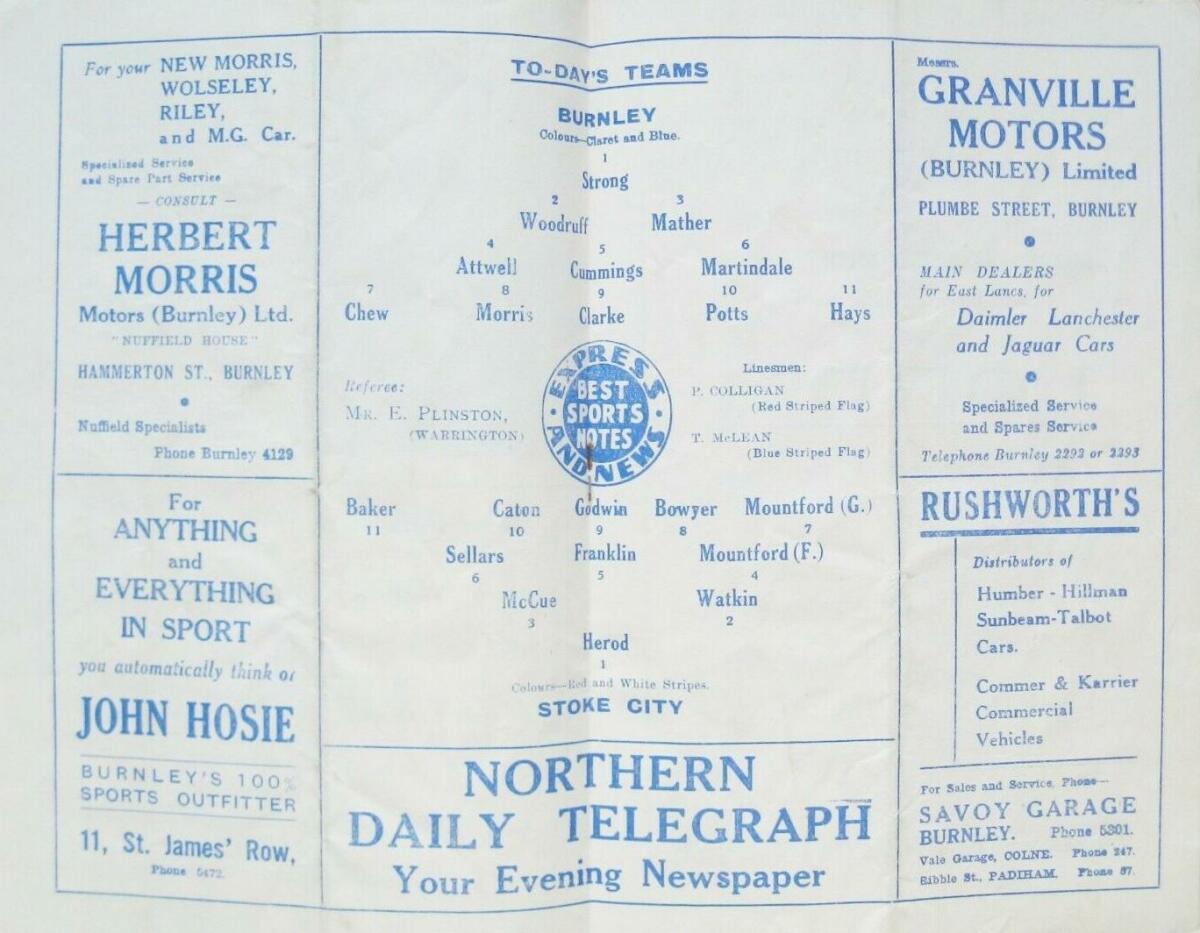 For your NEW MORRIS,
WOLSELEY,
RILEY,
and M.G. Car.
Specialised Service
and Spare Part Service
— CONSULT —
HERBERT
MORRIS
Motors (Burnley) Ltd.
"NUFFIELD HOUSE"
HAMMERTON ST., BURNLEY
Nuffield Specialists
Phone Burnley 4129
For
ANYTHING
and
EVERYTHING
IN SPORT
you automatically think of
JOHN HOSIE
BURNLEY'S 100%
SPORTS OUTFITTER
11, St. James' Row,
Phone 5472.
TO-DAY'S TEAMS
BURNLEY
Colours—Claret and Blue.
1
Strong
2 3
Woodruff Mather
4 5 6
Attwell Cummings Martindale
7 8 9 10 11
Chew Morris Clarke Potts Hays
Referee:
MR. E. PLINSTON,
(WARRINGTON)
EXPRESS
BEST
SPORTS
NOTES
AND NEWS
Linesmen:
P. COLLIGAN
(Red Striped Flag)
T. McLEAN
(Blue Striped Flag)
Baker Caton Godwin Bowyer Mountford (G.)
11 10 9 8 7
Sellars Franklin Mountford (F.)
6 5 4
McCue Watkin
3 2
Herod
1
Colours—Red and White Stripes.
STOKE CITY
NORTHERN
DAILY TELEGRAPH
Your Evening Newspaper
Messrs.
GRANVILLE
MOTORS
(BURNLEY) Limited
PLUMBE STREET, BURNLEY
MAIN DEALERS
for East Lancs. for
Daimler Lanchester
and Jaguar Cars
Specialized Service
and Spares Service
Telephone Burnley 2292 or 2293
RUSHWORTH'S
Distributors of
Humber - Hillman
Sunbeam-Talbot
Cars.
Commer & Karrier
Commercial
Vehicles
For Sales and Service, Phone—
SAVOY GARAGE
BURNLEY. Phone 5301.
Vale Garage, COLNE. Phone 247.
Ribble St., PADIHAM. Phone 87.